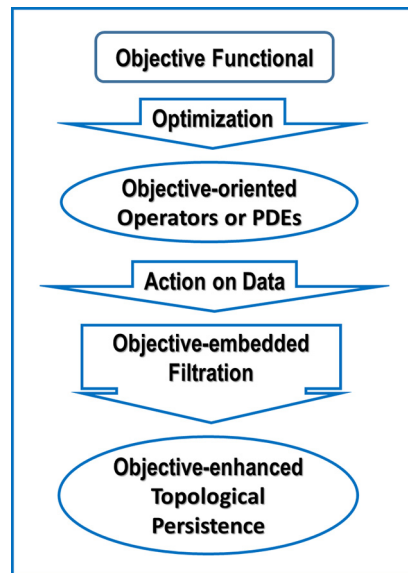 Objective Functional
Optimization
Objective-oriented
Operators or PDEs
Action on Data
Objective-embedded
Filtration
Objective-enhanced
Topological
Persistence